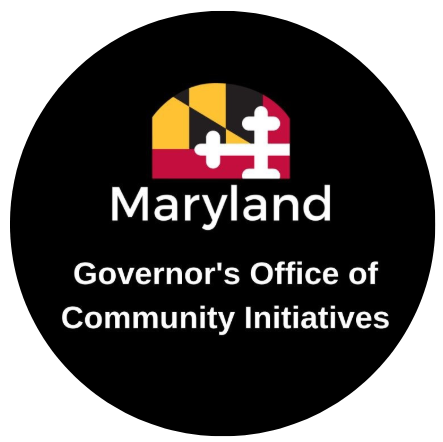 Maryland
Governor's Office of
Community Initiatives